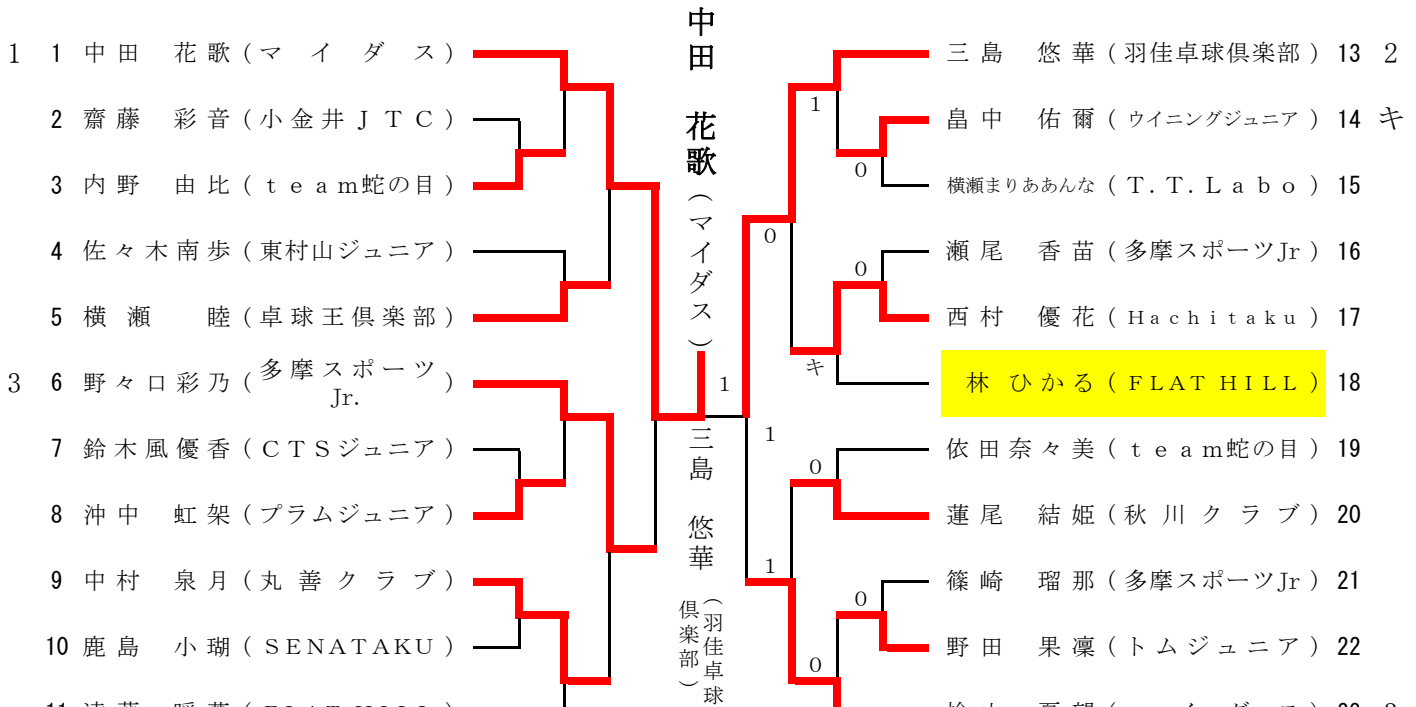 1 1 中田 花歌(マイダス)
2 齋藤 彩音(小金井JTC)
3 内野 由比(team蛇の目)
4 佐々木南歩(東村山ジュニア)
5 横瀬 睦(卓球王倶楽部)
3 6 野々口彩乃(多摩スポーツJr.)
7 鈴木風優香(CTSジュニア)
8 沖中 虹架(プラムジュニア)
9 中村 泉月(丸善クラブ)
10 鹿島 小瑚(SENATAKU)
中田 花歌(マイダス)
1
三島 悠華(羽佳卓球倶楽部)
三島 悠華(羽佳卓球倶楽部) 13 2
1
畠中 佑爾(ウイニングジュニア) 14 キ
0
横瀬まりああんな(T.T.Labo) 15
0
瀬尾 香苗(多摩スポーツJr) 16
0
西村 優花(Hachitaku) 17
キ
林 ひかる(FLAT HILL) 18
1
依田奈々美(team蛇の目) 19
0
蓮尾 結姫(秋川クラブ) 20
1
篠崎 瑠那(多摩スポーツJr) 21
0
野田 果凜(トムジュニア) 22
0